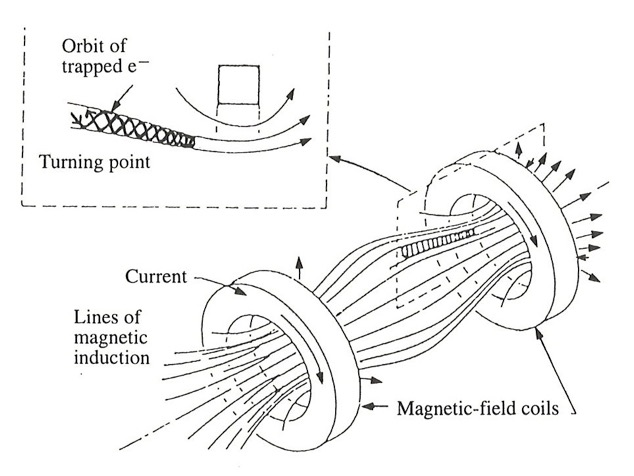 Orbit of
trapped e−
Turning point
Current
Lines of
magnetic
induction
Magnetic-field coils